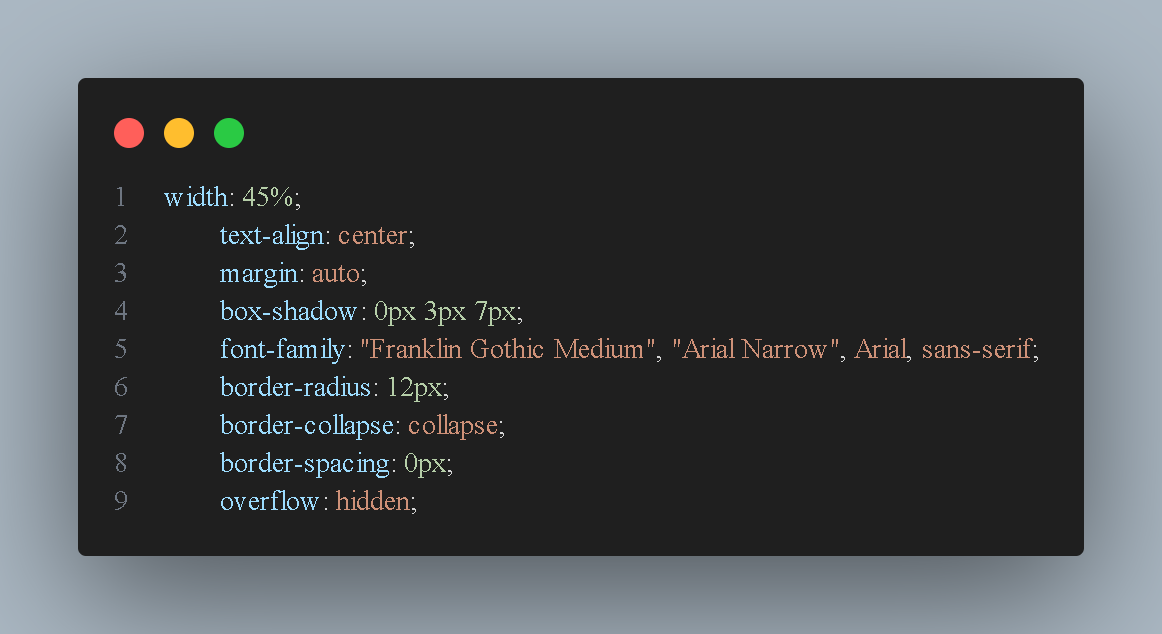 1 width: 45%;
2 text-align: center;
3 margin: auto;
4 box-shadow: 0px 3px 7px;
5 font-family: "Franklin Gothic Medium", "Arial Narrow", Arial, sans-serif;
6 border-radius: 12px;
7 border-collapse: collapse;
8 border-spacing: 0px;
9 overflow: hidden;